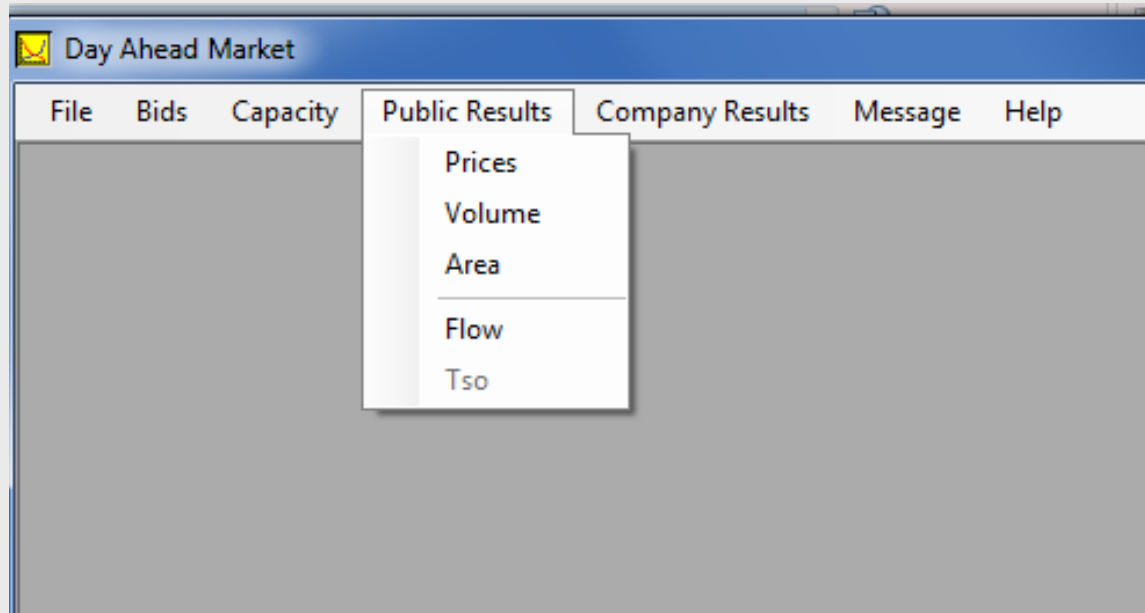 Day Ahead Market
File Bids Capacity Public Results Company Results Message Help
Prices
Volume
Area
Flow
Tso